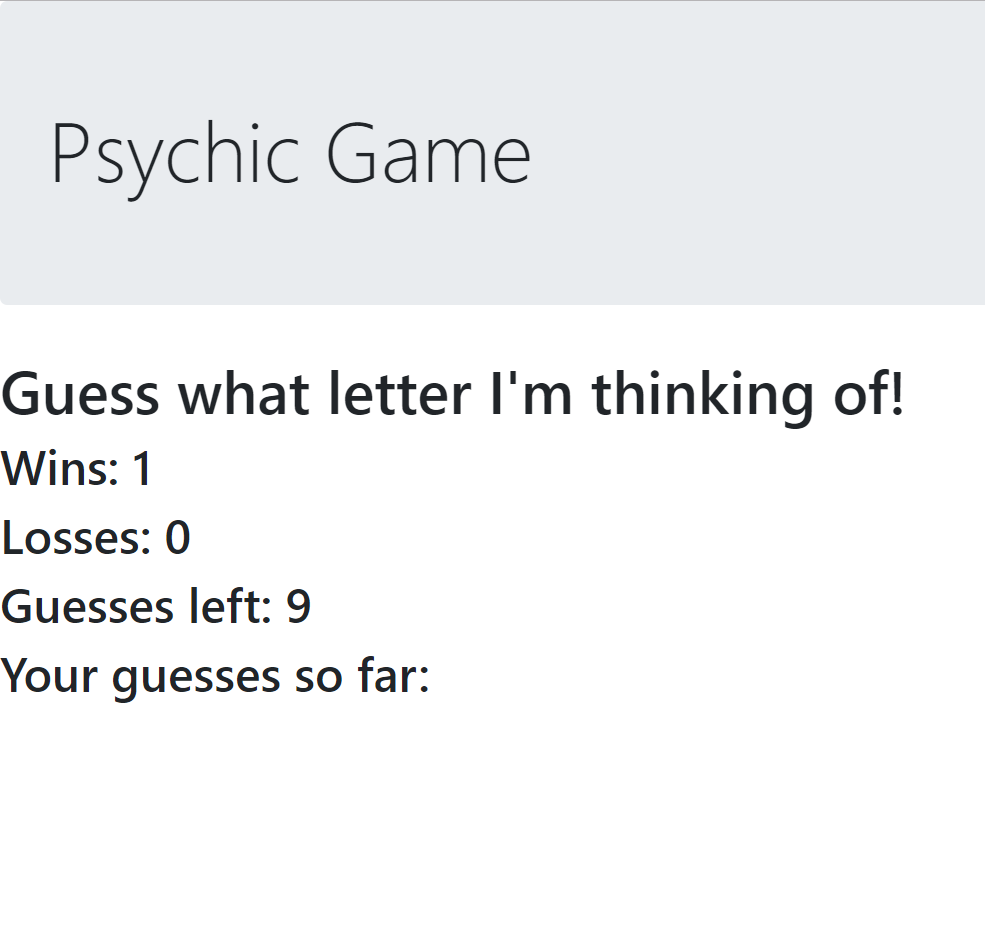 Psychic Game
Guess what letter I'm thinking of!
Wins: 1
Losses: 0
Guesses left: 9
Your guesses so far: